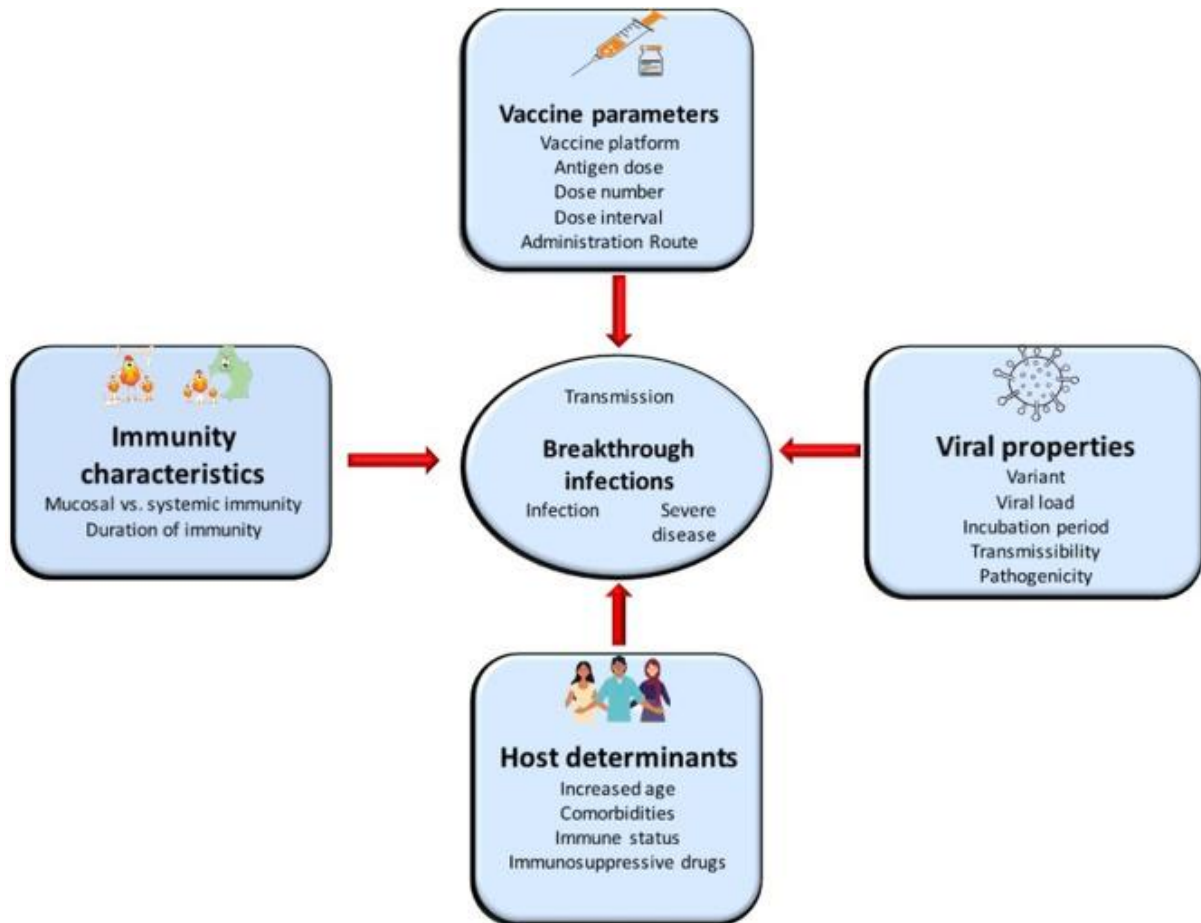 Vaccine parameters
Vaccine platform
Antigen dose
Dose number
Dose interval
Administration Route
Immunity
characteristics
Mucosal vs. systemic immunity
Duration of immunity
Transmission
Breakthrough
infections
Infection Severe
disease
Viral properties
Variant
Viral load
Incubation period
Transmissibility
Pathogenicity
Host determinants
Increased age
Comorbidities
Immune status
Immunosuppressive drugs